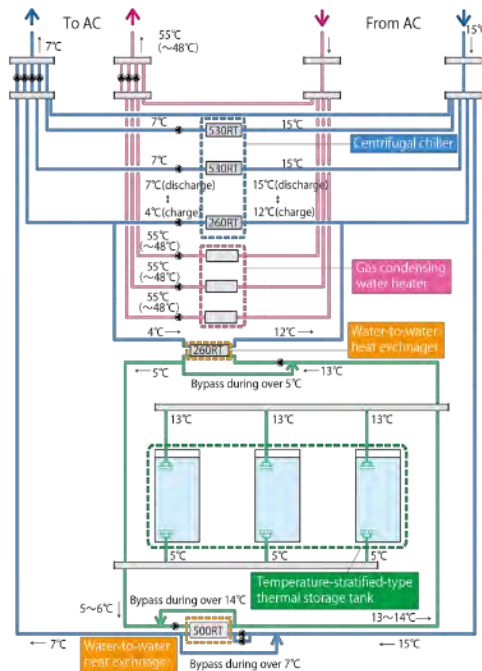 To AC
From AC
7℃
55℃
(～48℃)
15℃
7℃
530RT
15℃
Centrifugal chiller
7℃
530RT
15℃
7℃(discharge)
15℃(discharge)
4℃(charge)
260RT
12℃(charge)
55℃
(～48℃)
Gas condensing
water heater
55℃
(～48℃)
55℃
(～48℃)
4℃
12℃
Water-to-water
heat exchnager
260RT
5℃
13℃
Bypass during over 5℃
13℃
13℃
13℃
5℃
5℃
5℃
Temperature-stratified-type
thermal storage tank
5～6℃
Bypass during over 14℃
13～14℃
500RT
7℃
15℃
Water-to-water
heat exchnager
Bypass during over 7℃